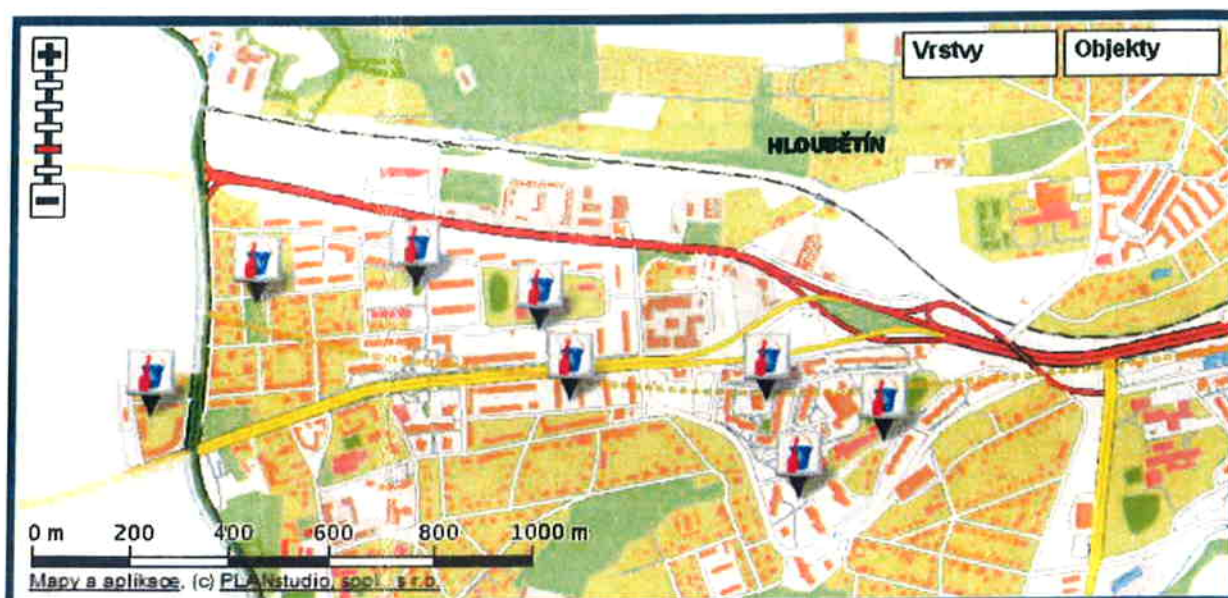 Vrstvy
Objekty
HLOUBĚTÍN
0 m 200 400 600 800 1000 m
Mapy a aplikace, (c) PLANstudio, spol. s r.o.